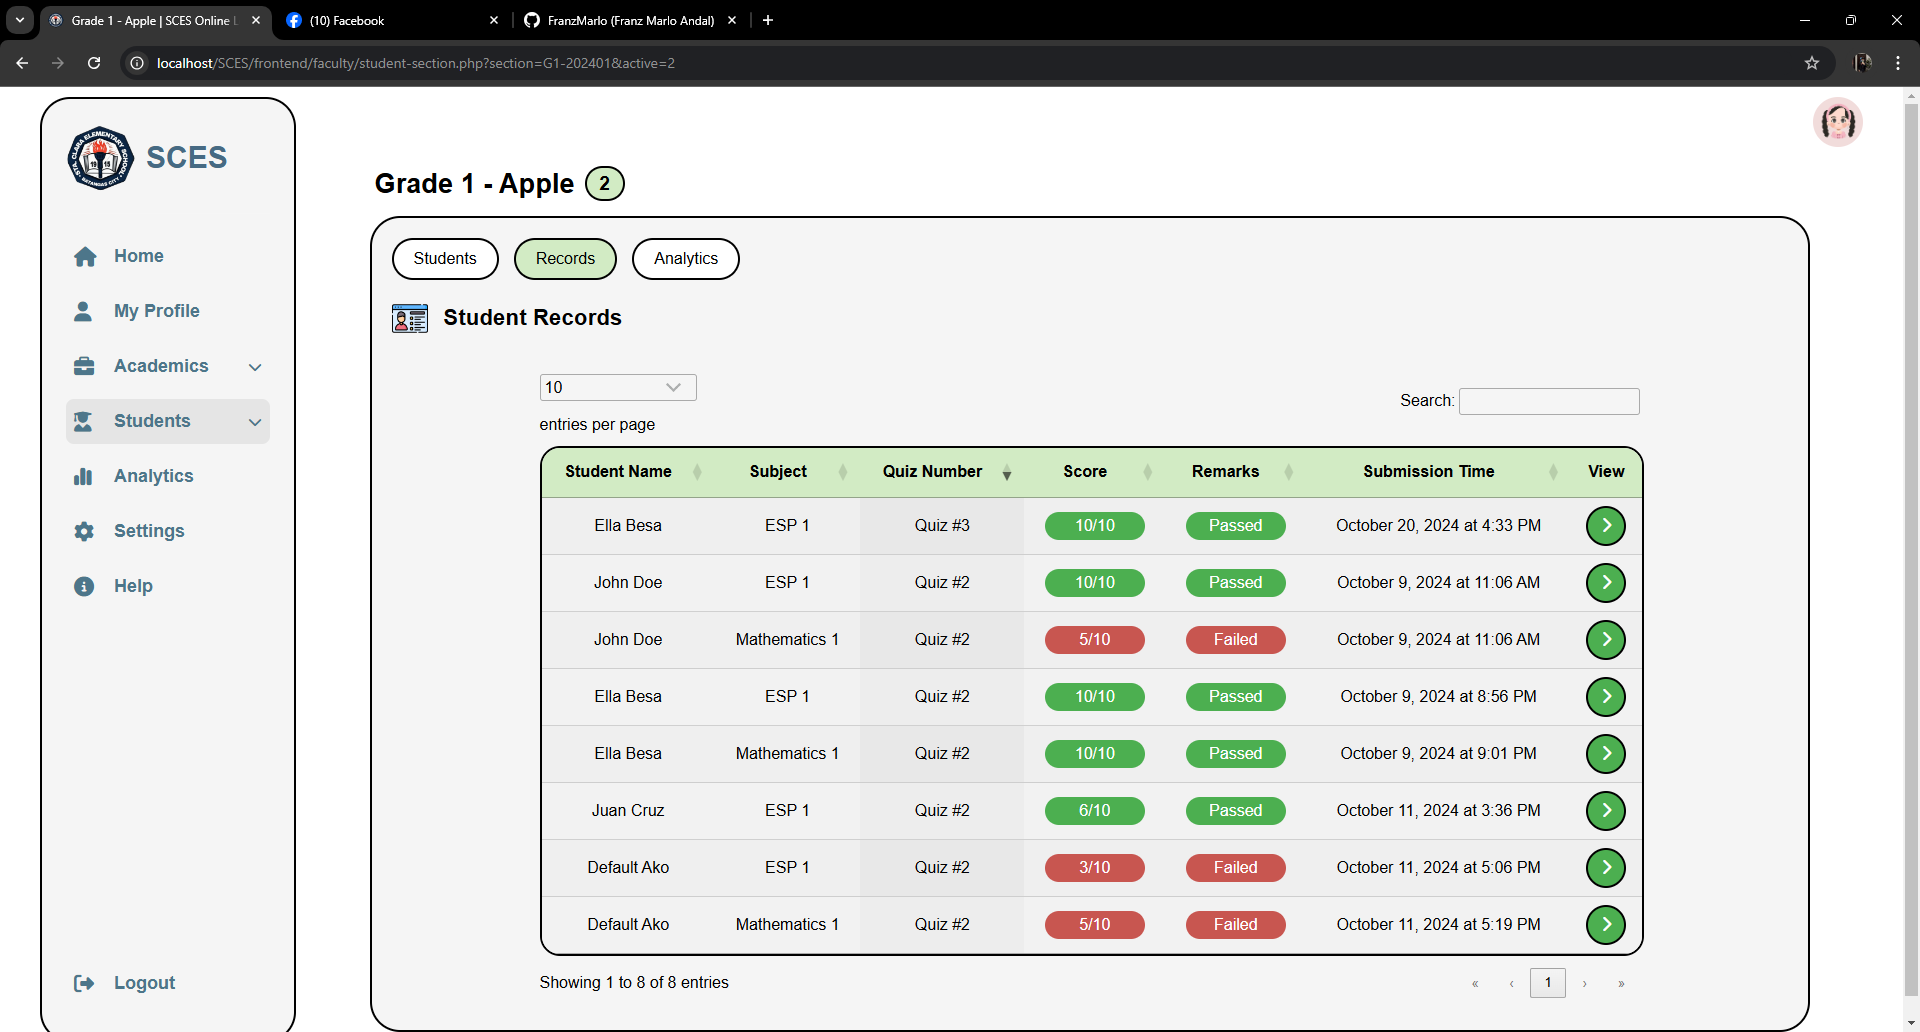 Grade 1 - Apple | SCES Online L
(10) Facebook
FranzMarlo (Franz Marlo Andal)
localhost/SCES/frontend/faculty/student-section.php?section=G1-202401&active=2
STA. CLARA ELEMENTARY SCHOOL
19 15
BATANGAS CITY
SCES
Home
My Profile
Academics
Students
Analytics
Settings
Help
Logout
Grade 1 - Apple 2
Students Records Analytics
Student Records
10
entries per page
Search:
Student Name Subject Quiz Number Score Remarks Submission Time View
Ella Besa ESP 1 Quiz #3 10/10 Passed October 20, 2024 at 4:33 PM
John Doe ESP 1 Quiz #2 10/10 Passed October 9, 2024 at 11:06 AM
John Doe Mathematics 1 Quiz #2 5/10 Failed October 9, 2024 at 11:06 AM
Ella Besa ESP 1 Quiz #2 10/10 Passed October 9, 2024 at 8:56 PM
Ella Besa Mathematics 1 Quiz #2 10/10 Passed October 9, 2024 at 9:01 PM
Juan Cruz ESP 1 Quiz #2 6/10 Passed October 11, 2024 at 3:36 PM
Default Ako ESP 1 Quiz #2 3/10 Failed October 11, 2024 at 5:06 PM
Default Ako Mathematics 1 Quiz #2 5/10 Failed October 11, 2024 at 5:19 PM
Showing 1 to 8 of 8 entries
« ‹ 1 › »